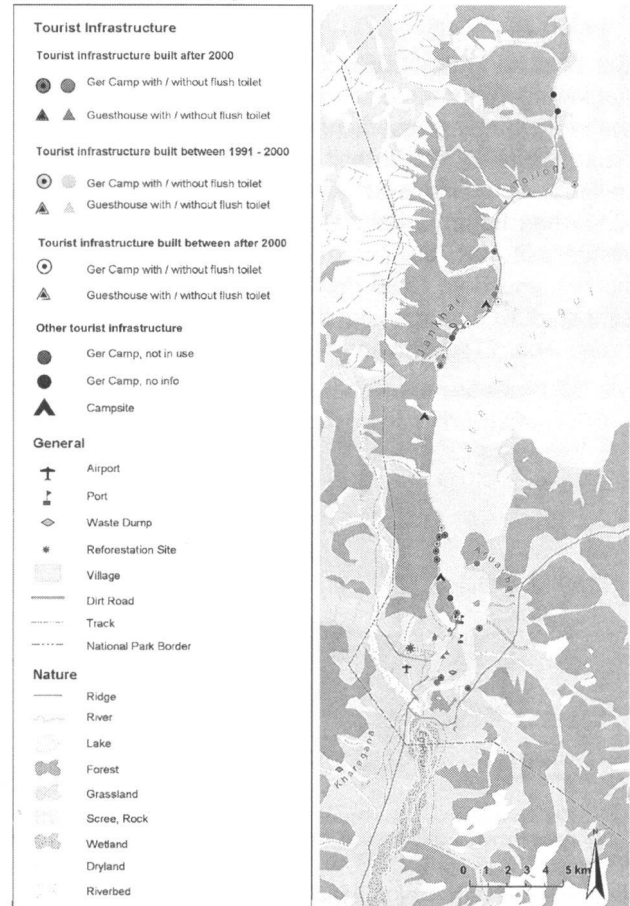 Tourist Infrastructure
Tourist infrastructure built after 2000
Ger Camp with / without flush toilet
Guesthouse with / without flush toilet
Tourist infrastructure built between 1991 - 2000
Ger Camp with / without flush toilet
Guesthouse with / without flush toilet
Tourist infrastructure built between after 2000
Ger Camp with / without flush toilet
Guesthouse with / without flush toilet
Other tourist infrastructure
Ger Camp, not in use
Ger Camp, no info
Campsite
General
Airport
Port
Waste Dump
Reforestation Site
Village
Dirt Road
Track
National Park Border
Nature
Ridge
River
Lake
Forest
Grassland
Scree, Rock
Wetland
Dryland
Riverbed
Toilogt
Jankhai
Kharegana
N
0 1 2 3 4 5 km